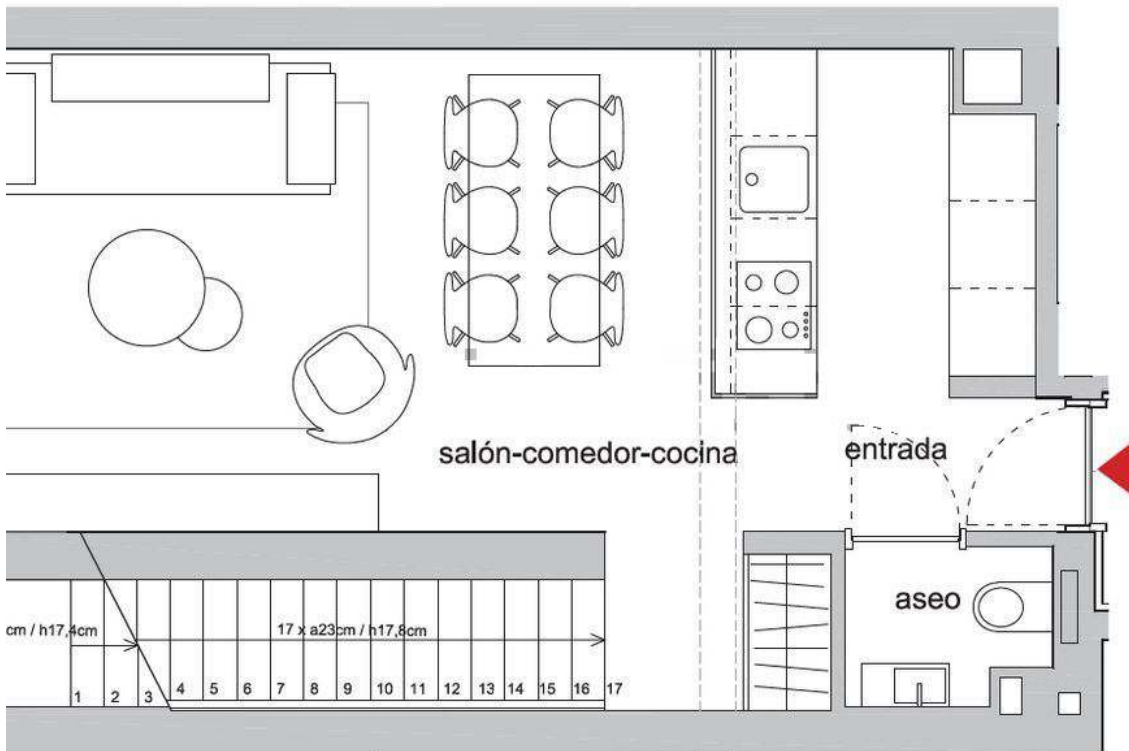 salón-comedor-cocina
entrada
aseo
cm / h17,4cm
17 x a23cm / h17,8cm
1 2 3 4 5 6 7 8 9 10 11 12 13 14 15 16 17